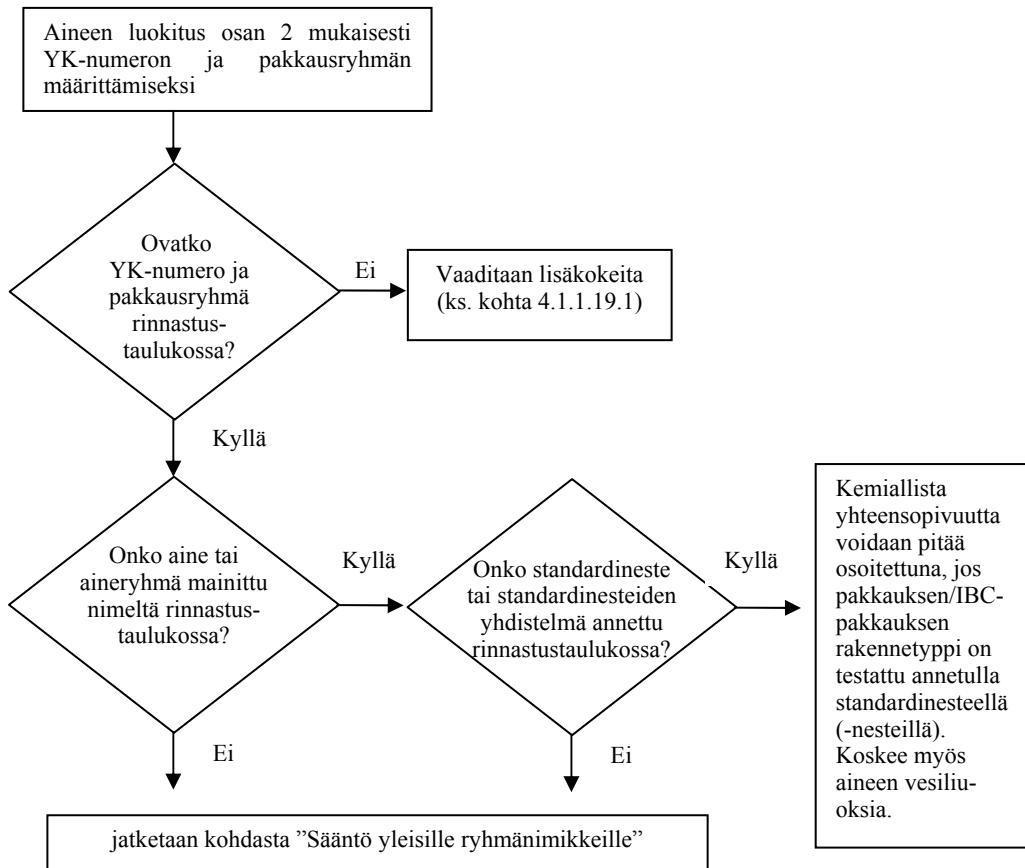 Aineen luokitus osan 2 mukaisesti
YK-numeron ja pakkausryhmän
määrittämiseksi
Ovatko
YK-numero ja
pakkausryhmä
rinnastus-
taulukossa?
Ei
Vaaditaan lisäkokeita
(ks. kohta 4.1.1.19.1)
Kyllä
Onko aine tai
aineryhmä mainittu
nimeltä rinnastus-
taulukossa?
Kyllä
Onko standardineste
tai standardinesteiden
yhdistelmä annettu
rinnastustaulukossa?
Kyllä
Kemiallista
yhteensopivuutta
voidaan pitää
osoitettuna, jos
pakkauksen/IBC-
pakkauksen
rakennetyppi on
testattu annetulla
standardinesteellä
(-nesteillä).
Koskee myös
aineen vesiliu-
oksia.
Ei
Ei
jatketaan kohdasta ”Sääntö yleisille ryhmänimikkeille”